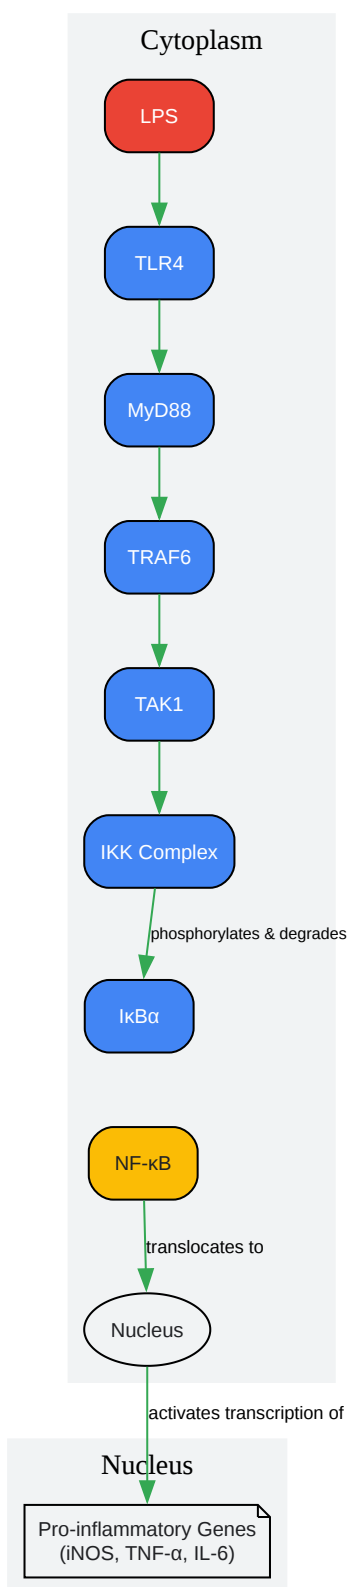 Cytoplasm
LPS
TLR4
MyD88
TRAF6
TAK1
IKK Complex
phosphorylates & degrades
IκBα
NF-κB
translocates to
Nucleus
activates transcription of
Nucleus
Pro-inflammatory Genes
(iNOS, TNF-α, IL-6)